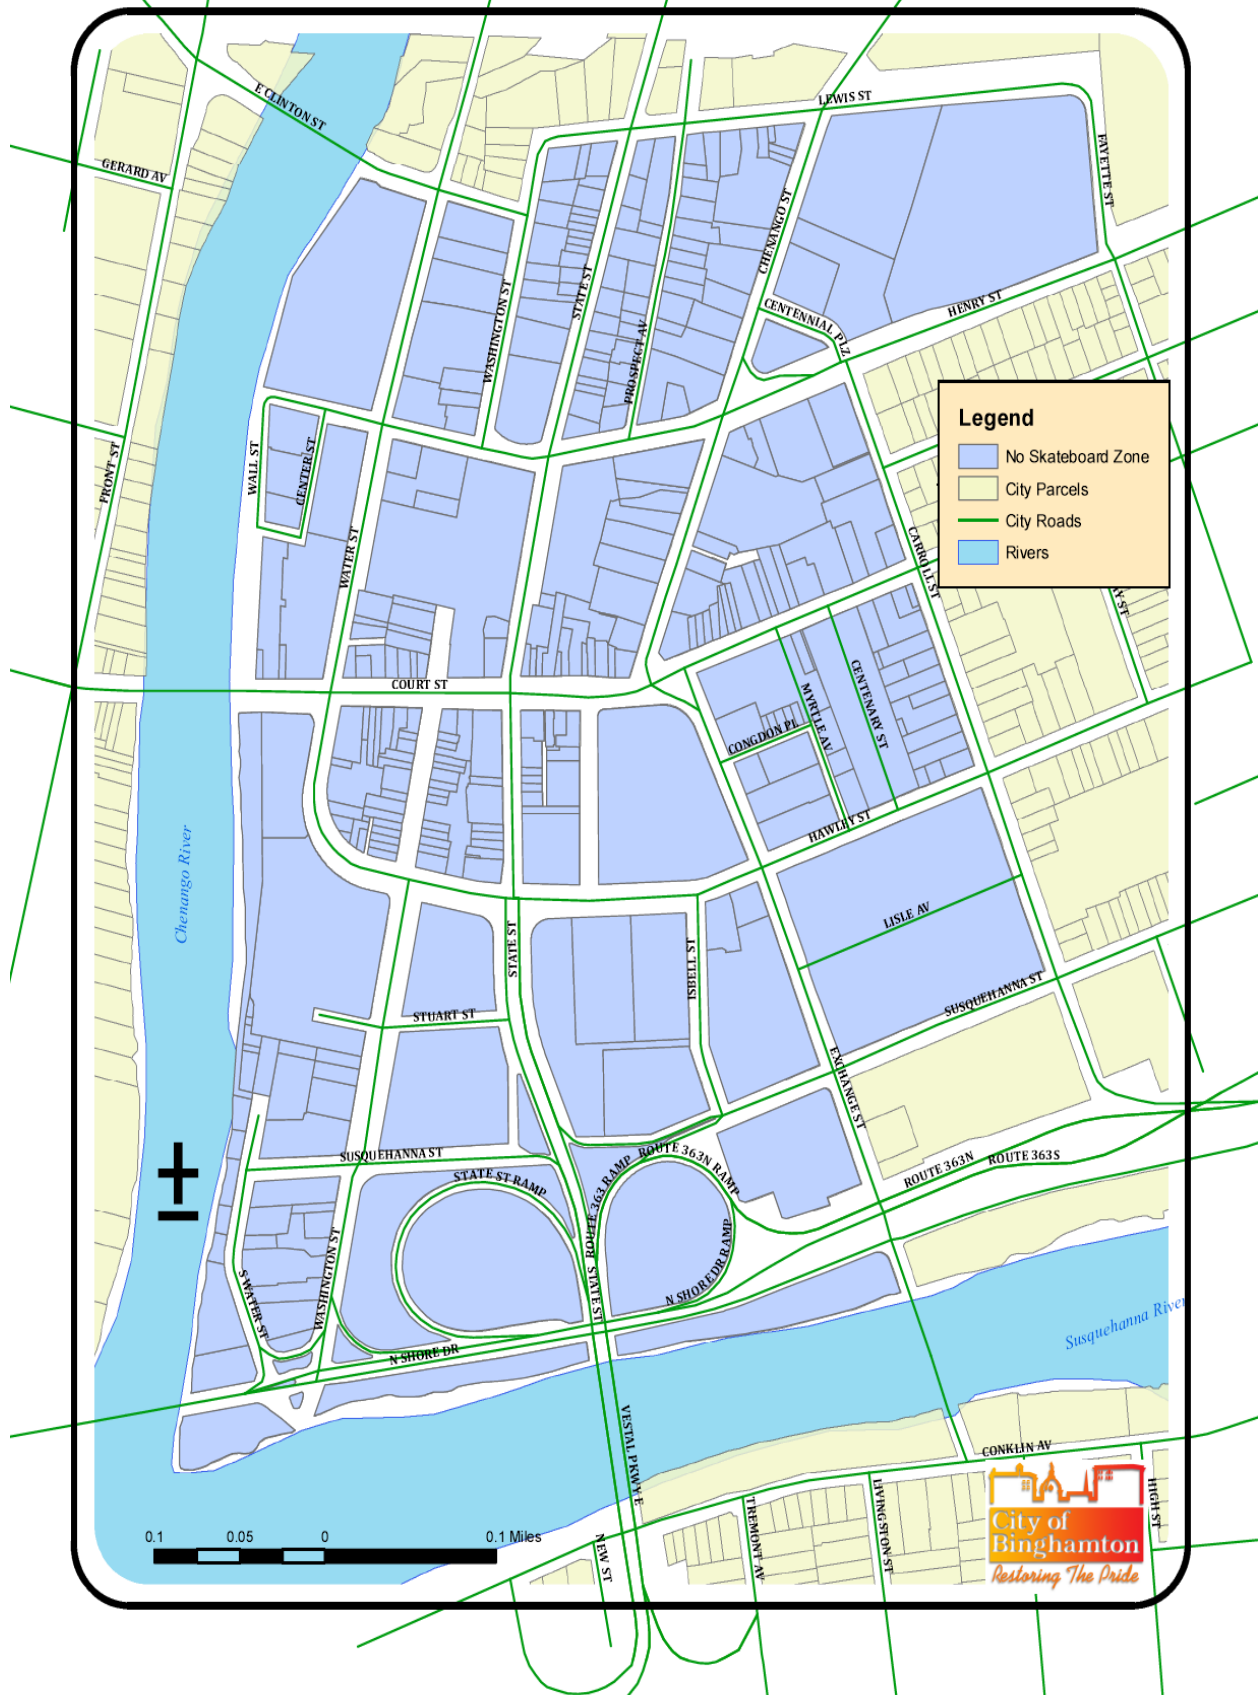 E CLINTON ST
LEWIS ST
GERARD AV
FAYETTE ST
CHENANGO ST
STATE ST
WASHINGTON ST
PROSPECT AV
CENTENNIAL PLZ
HENRY ST
Legend
No Skateboard Zone
City Parcels
City Roads
Rivers
FRONT ST
WALL ST
CENTER ST
WATER ST
CARROLL ST
AY ST
COURT ST
MYRTLE AV
CENTENARY ST
CONGDON PL
HAWLEY ST
Chenango River
LISLE AV
STATE ST
ISBELL ST
SUSQUEHANNA ST
STUART ST
EXCHANGE ST
SUSQUEHANNA ST
STATE ST RAMP
ROUTE 363 RAMP
ROUTE 363N RAMP
ROUTE 363N
ROUTE 363S
S WATER ST
WASHINGTON ST
STATE ST
N SHORE DR RAMP
N SHORE DR
Susquehanna River
VESTAL PKWY E
CONKLIN AV
NEW ST
TREMONT AV
LIVINGSTON ST
HIGH ST
0.1 0.05 0 0.1 Miles
City of
Binghamton
Restoring The Pride